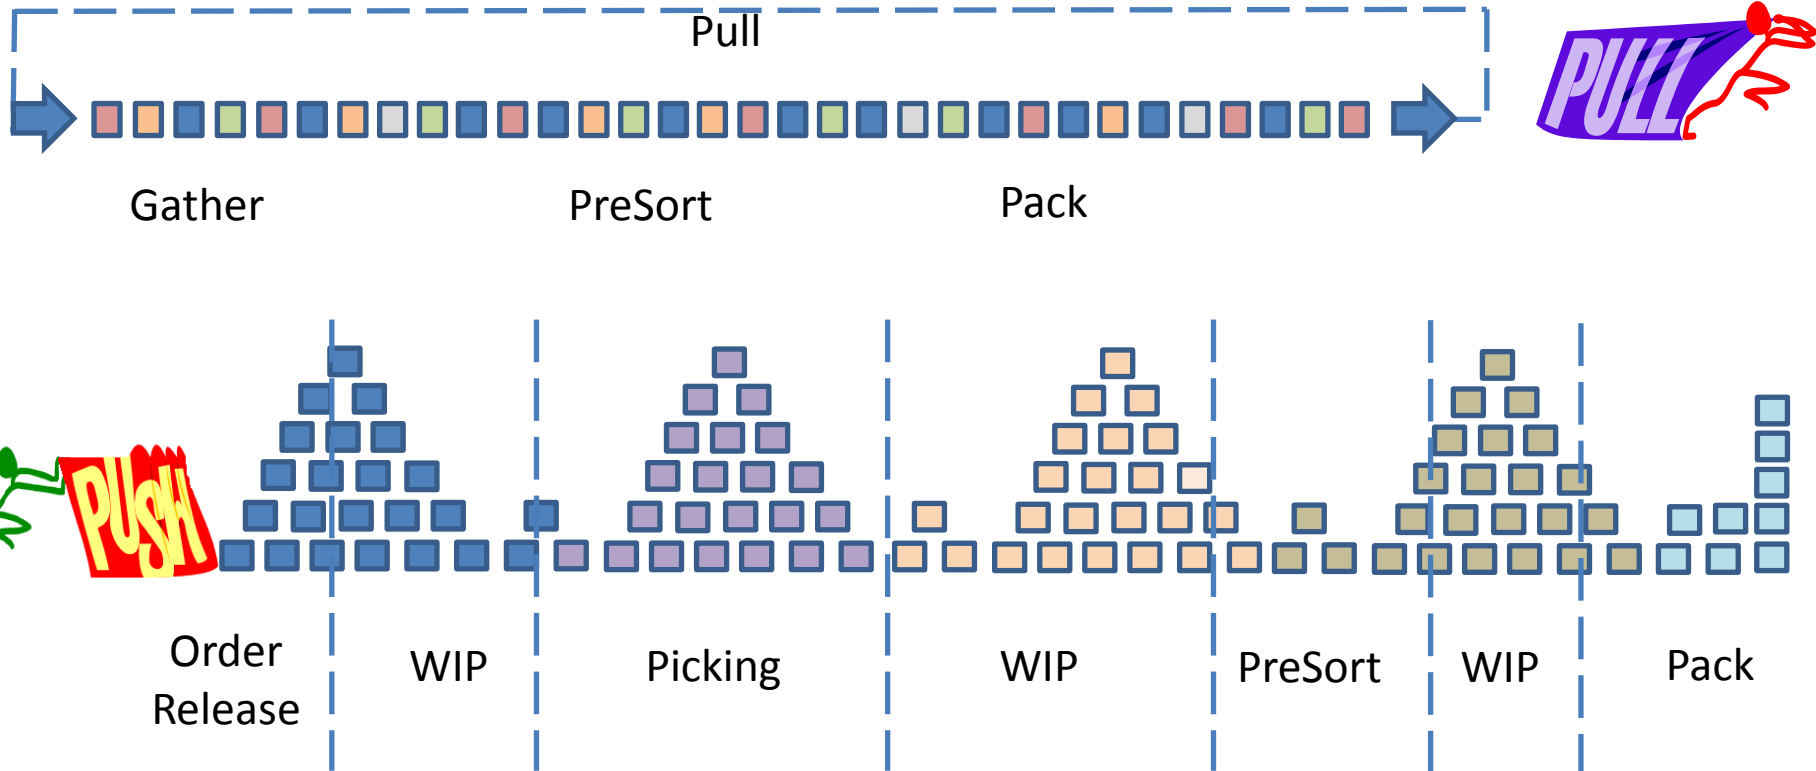 Pull
PULL
Gather PreSort Pack
PUSH
Order
Release
WIP Picking WIP PreSort WIP Pack